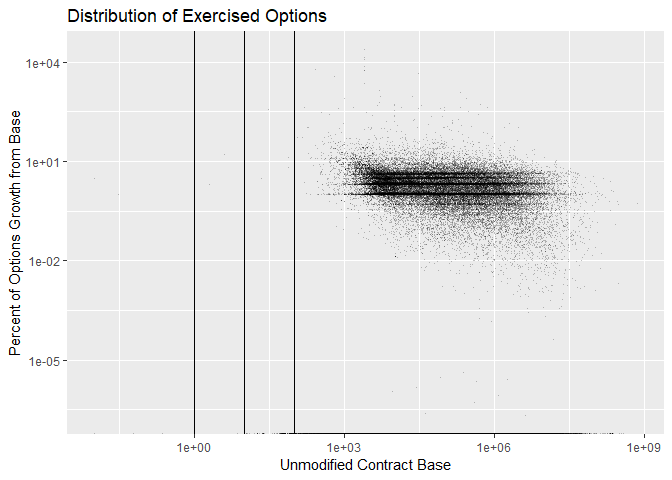 Distribution of Exercised Options
Percent of Options Growth from Base
1e+04
1e+01
1e-02
1e-05
1e+00 1e+03 1e+06 1e+09
Unmodified Contract Base